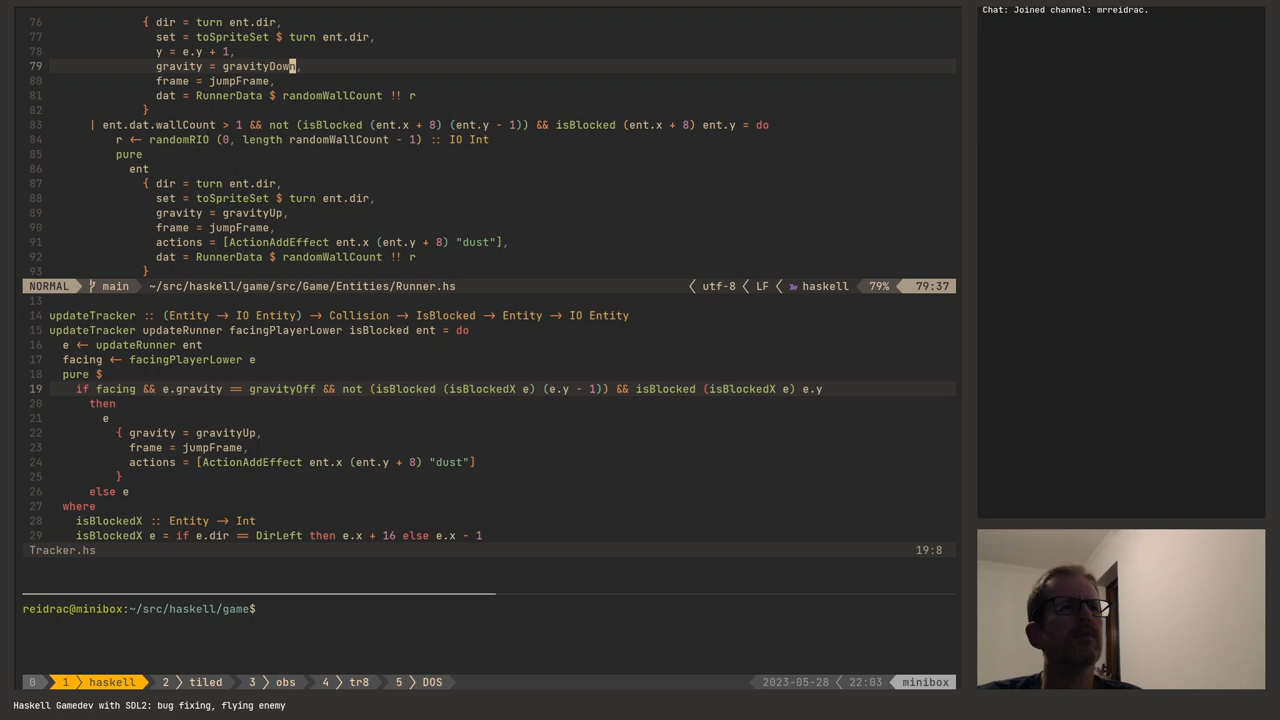 76 { dir = turn ent.dir,
77 set = toSpriteSet $ turn ent.dir,
78 y = e.y + 1,
79 gravity = gravityDown,
80 frame = jumpFrame,
81 dat = RunnerData $ randomWallCount !! r
82 }
83 | ent.dat.wallCount > 1 && not (isBlocked (ent.x + 8) (ent.y - 1)) && isBlocked (ent.x + 8) ent.y = do
84 r <- randomRIO (0, length randomWallCount - 1) :: IO Int
85 pure
86 ent
87 { dir = turn ent.dir,
88 set = toSpriteSet $ turn ent.dir,
89 gravity = gravityUp,
90 frame = jumpFrame,
91 actions = [ActionAddEffect ent.x (ent.y + 8) "dust"],
92 dat = RunnerData $ randomWallCount !! r
93 }
NORMAL main ~/src/haskell/game/src/Game/Entities/Runner.hs utf-8 < LF < haskell 79% 79:37
13
14 updateTracker :: (Entity -> IO Entity) -> Collision -> IsBlocked -> Entity -> IO Entity
15 updateTracker updateRunner facingPlayerLower isBlocked ent = do
16 e <- updateRunner ent
17 facing <- facingPlayerLower e
18 pure $
19 if facing && e.gravity == gravityOff && not (isBlocked (isBlockedX e) (e.y - 1)) && isBlocked (isBlockedX e) e.y
20 then
21 e
22 { gravity = gravityUp,
23 frame = jumpFrame,
24 actions = [ActionAddEffect ent.x (ent.y + 8) "dust"]
25 }
26 else e
27 where
28 isBlockedX :: Entity -> Int
29 isBlockedX e = if e.dir == DirLeft then e.x + 16 else e.x - 1
Tracker.hs 19:8
reidrac@minibox:~/src/haskell/game$
0 1 > haskell 2 > tiled 3 > obs 4 > tr8 5 > DOS 2023-05-28 < 22:03 minibox
Haskell Gamedev with SDL2: bug fixing, flying enemy
Chat: Joined channel: mrreidrac.